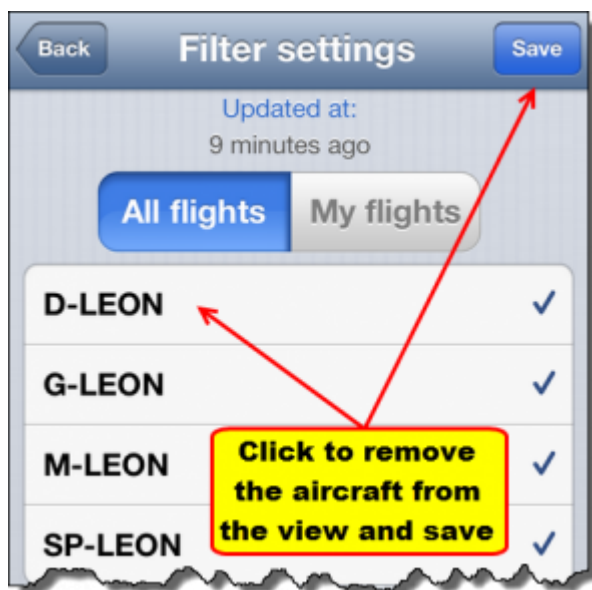 Back Filter settings Save
Updated at:
9 minutes ago
All flights My flights
D-LEON
G-LEON
M-LEON
SP-LEON
Click to remove
the aircraft from
the view and save